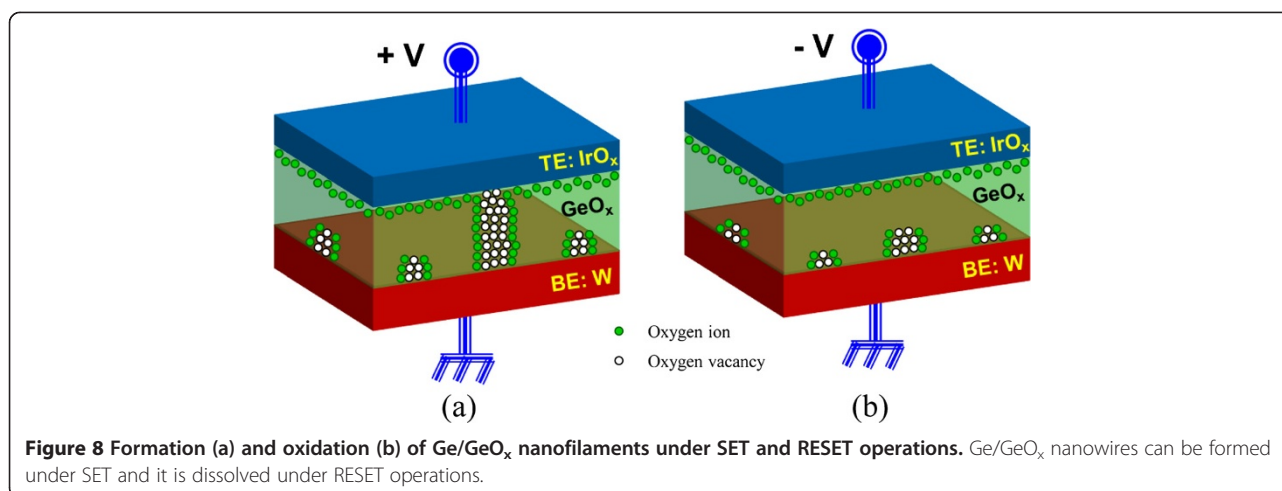 + V
- V
TE: IrOₓ
TE: IrOₓ
GeOₓ
GeOₓ
BE: W
BE: W
Oxygen ion
Oxygen vacancy
(a)
(b)
Figure 8 Formation (a) and oxidation (b) of Ge/GeOₓ nanofilaments under SET and RESET operations. Ge/GeOₓ nanowires can be formed
under SET and it is dissolved under RESET operations.